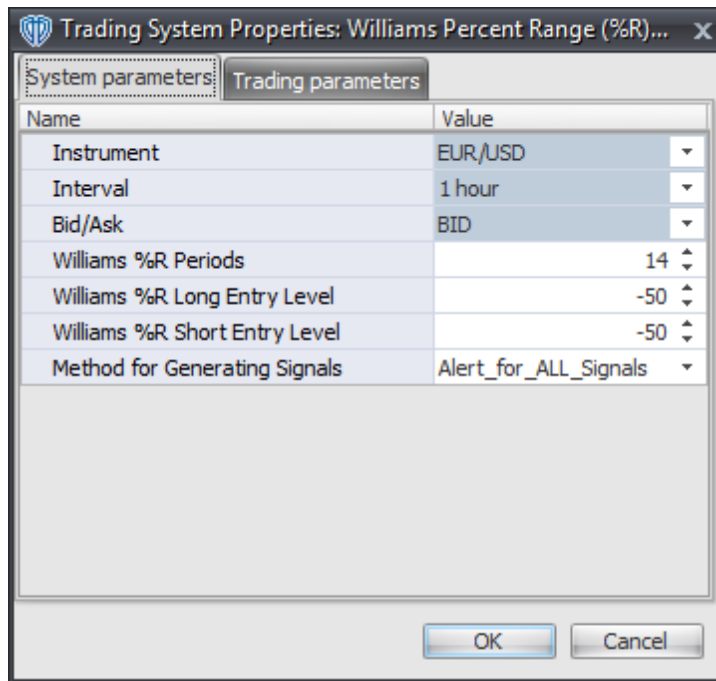 Trading System Properties: Williams Percent Range (%R)... x
System parameters Trading parameters
Name Value
Instrument EUR/USD
Interval 1 hour
Bid/Ask BID
Williams %R Periods 14
Williams %R Long Entry Level -50
Williams %R Short Entry Level -50
Method for Generating Signals Alert_for_ALL_Signals
OK Cancel